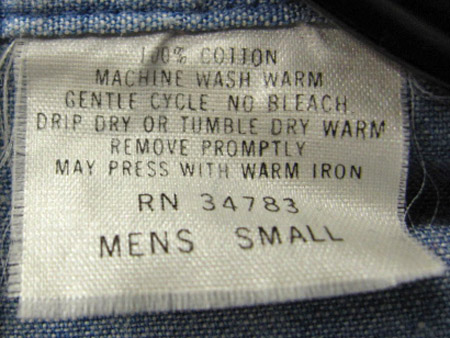 100% COTTON
MACHINE WASH WARM
GENTLE CYCLE. NO BLEACH.
DRIP DRY OR TUMBLE DRY WARM
REMOVE PROMPTLY
MAY PRESS WITH WARM IRON
RN 34783
MENS SMALL